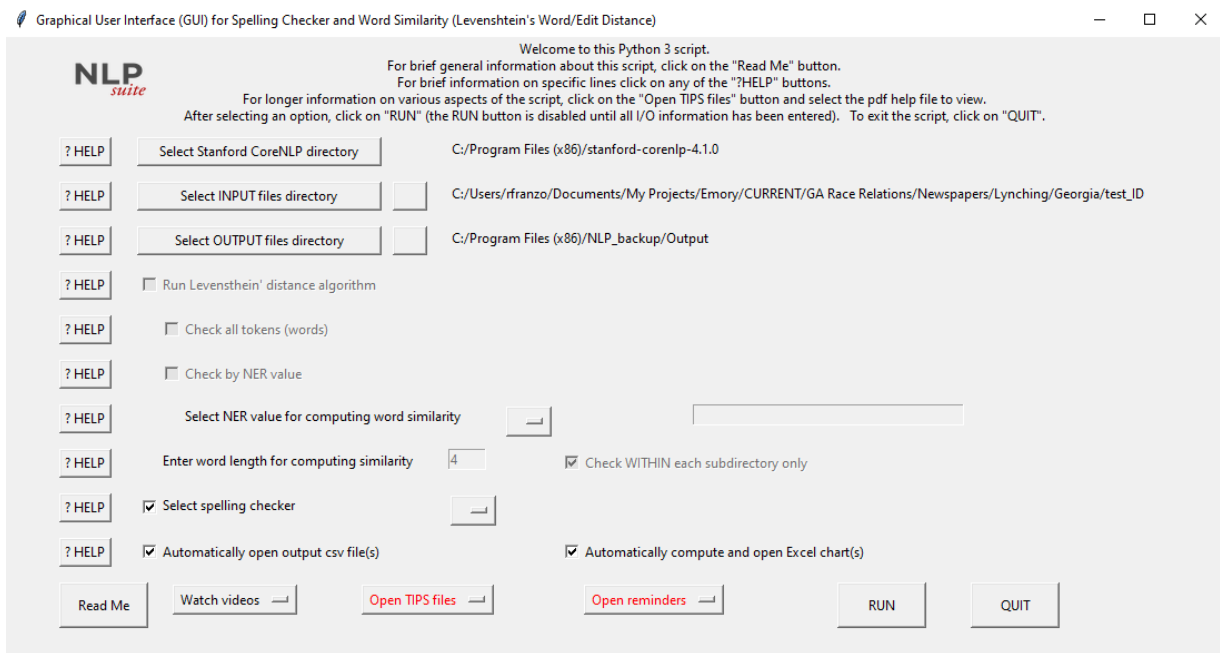 Graphical User Interface (GUI) for Spelling Checker and Word Similarity (Levenshtein's Word/Edit Distance)
NLP
suite
Welcome to this Python 3 script.
For brief general information about this script, click on the "Read Me" button.
For brief information on specific lines click on any of the "?HELP" buttons.
For longer information on various aspects of the script, click on the "Open TIPS files" button and select the pdf help file to view.
After selecting an option, click on "RUN" (the RUN button is disabled until all I/O information has been entered). To exit the script, click on "QUIT".
? HELP Select Stanford CoreNLP directory C:/Program Files (x86)/stanford-corenlp-4.1.0
? HELP Select INPUT files directory C:/Users/rfranzo/Documents/My Projects/Emory/CURRENT/GA Race Relations/Newspapers/Lynching/Georgia/test_ID
? HELP Select OUTPUT files directory C:/Program Files (x86)/NLP_backup/Output
? HELP Run Levensthein' distance algorithm
? HELP Check all tokens (words)
? HELP Check by NER value
? HELP Select NER value for computing word similarity
? HELP Enter word length for computing similarity 4 Check WITHIN each subdirectory only
? HELP Select spelling checker
? HELP Automatically open output csv file(s) Automatically compute and open Excel chart(s)
Read Me Watch videos Open TIPS files Open reminders RUN QUIT